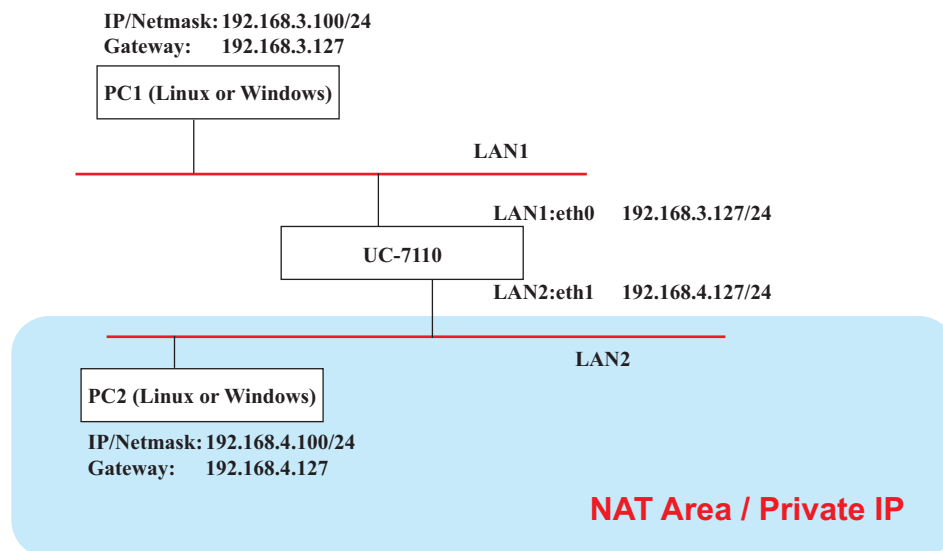 IP/Netmask: 192.168.3.100/24
Gateway: 192.168.3.127
PC1 (Linux or Windows)
LAN1
LAN1:eth0 192.168.3.127/24
UC-7110
LAN2:eth1 192.168.4.127/24
LAN2
PC2 (Linux or Windows)
IP/Netmask: 192.168.4.100/24
Gateway: 192.168.4.127
NAT Area / Private IP